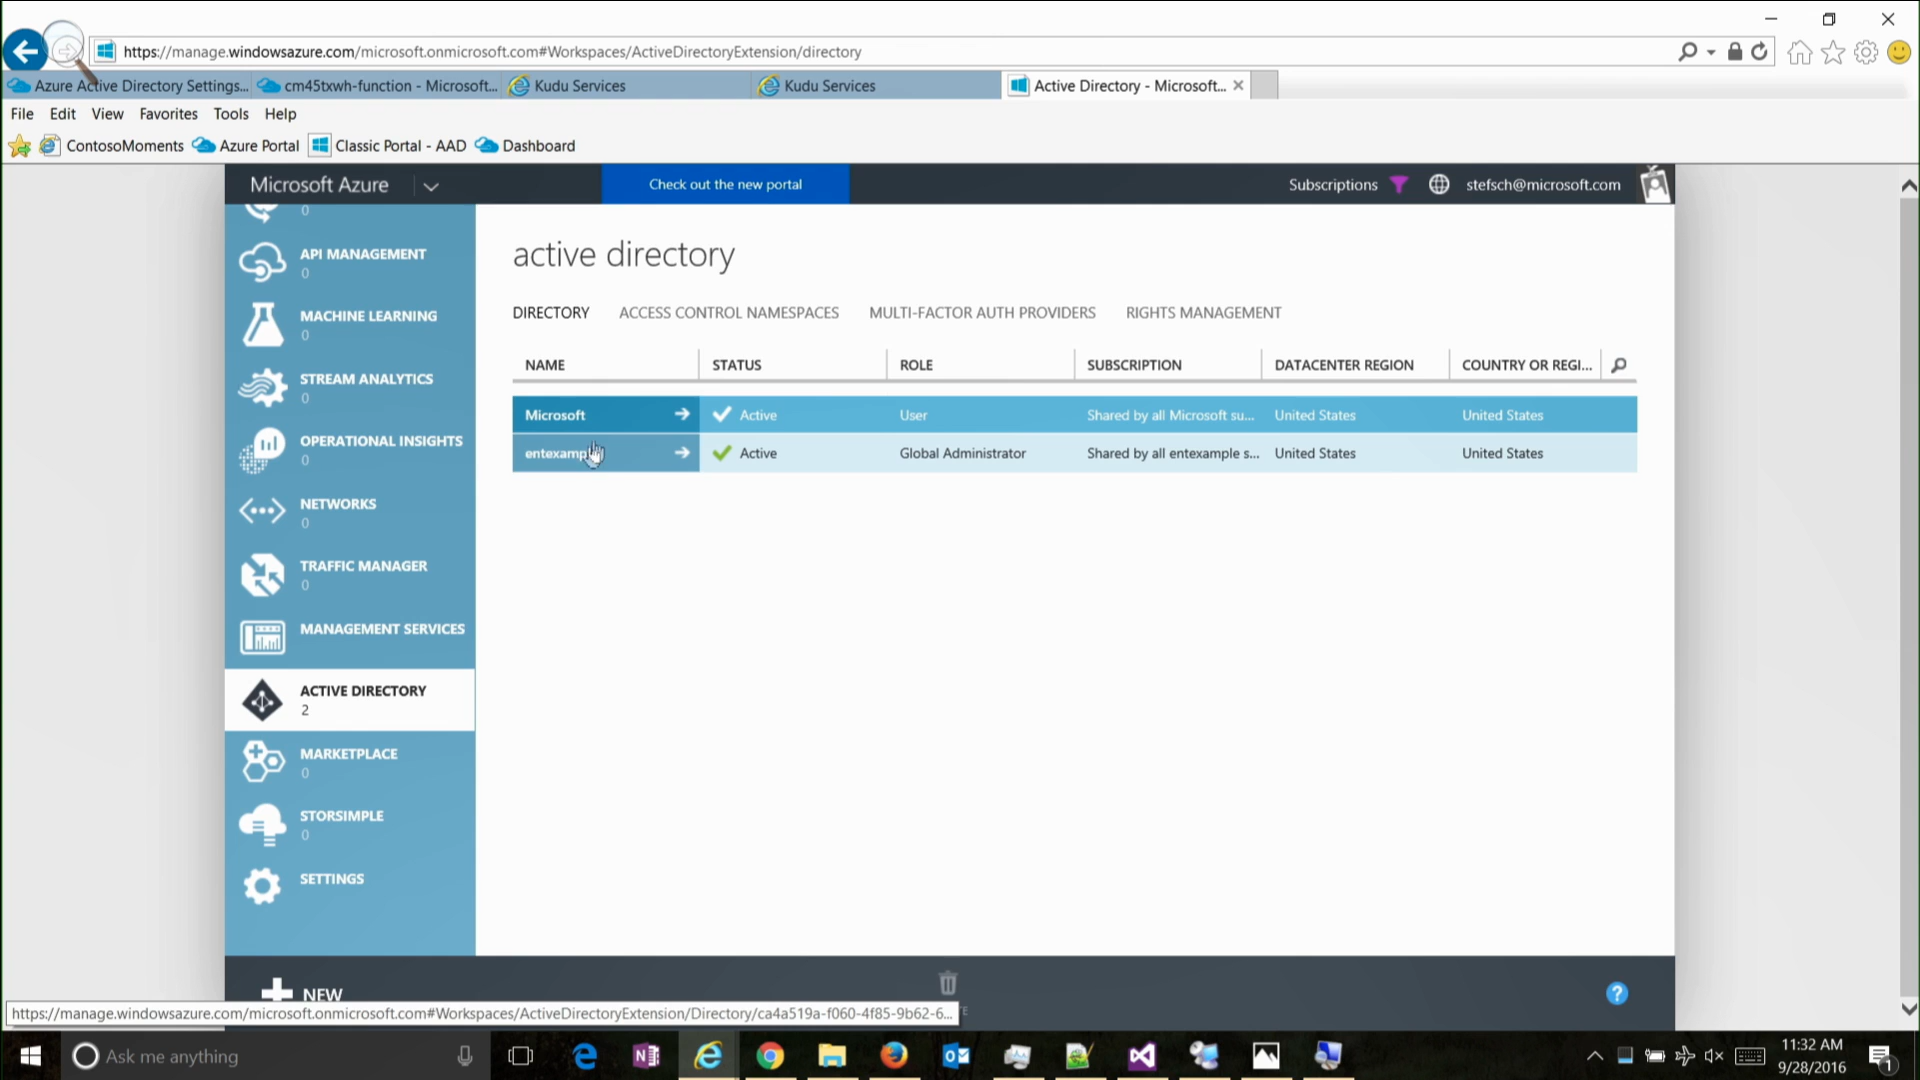 https://manage.windowsazure.com/microsoft.onmicrosoft.com#Workspaces/ActiveDirectoryExtension/directory
Azure Active Directory Settings...
cm45txwh-function - Microsoft...
Kudu Services
Kudu Services
Active Directory - Microsoft...
File Edit View Favorites Tools Help
ContosoMoments
Azure Portal
Classic Portal - AAD
Dashboard
Microsoft Azure
Check out the new portal
Subscriptions
stefsch@microsoft.com
0
API MANAGEMENT
0
MACHINE LEARNING
0
STREAM ANALYTICS
0
OPERATIONAL INSIGHTS
0
NETWORKS
0
TRAFFIC MANAGER
0
MANAGEMENT SERVICES
ACTIVE DIRECTORY
2
MARKETPLACE
0
STORSIMPLE
0
SETTINGS
active directory
DIRECTORY ACCESS CONTROL NAMESPACES MULTI-FACTOR AUTH PROVIDERS RIGHTS MANAGEMENT
NAME STATUS ROLE SUBSCRIPTION DATACENTER REGION COUNTRY OR REGI...
Microsoft Active User Shared by all Microsoft su... United States United States
Active Global Administrator Shared by all entexample s... United States United States
NEW
https://manage.windowsazure.com/microsoft.onmicrosoft.com#Workspaces/ActiveDirectoryExtension/Directory/ca4a519a-f060-4f85-9b62-6...
Ask me anything
11:32 AM
9/28/2016
1